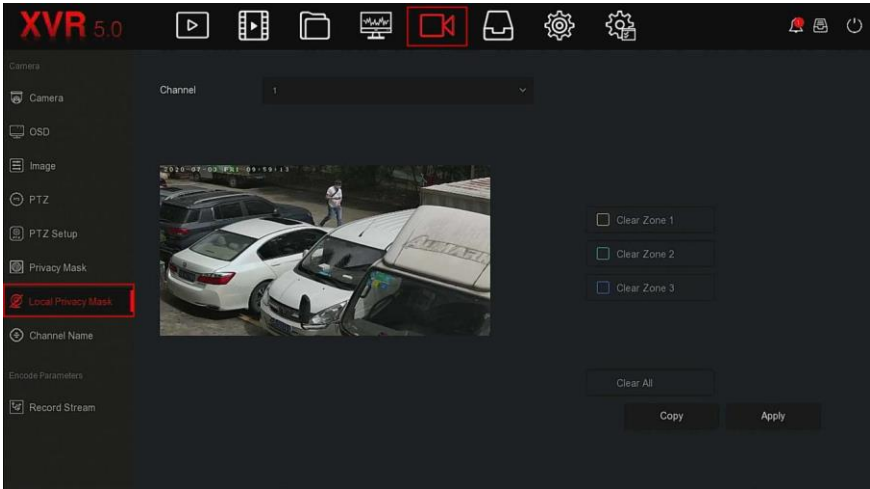 XVR 5.0
Camera
Channel
1
Camera
OSD
Image
PTZ
PTZ Setup
Privacy Mask
Local Privacy Mask
Channel Name
Encode Parameters
Record Stream
2020-07-03 FRI 09:59:13
Clear Zone 1
Clear Zone 2
Clear Zone 3
Clear All
Copy
Apply